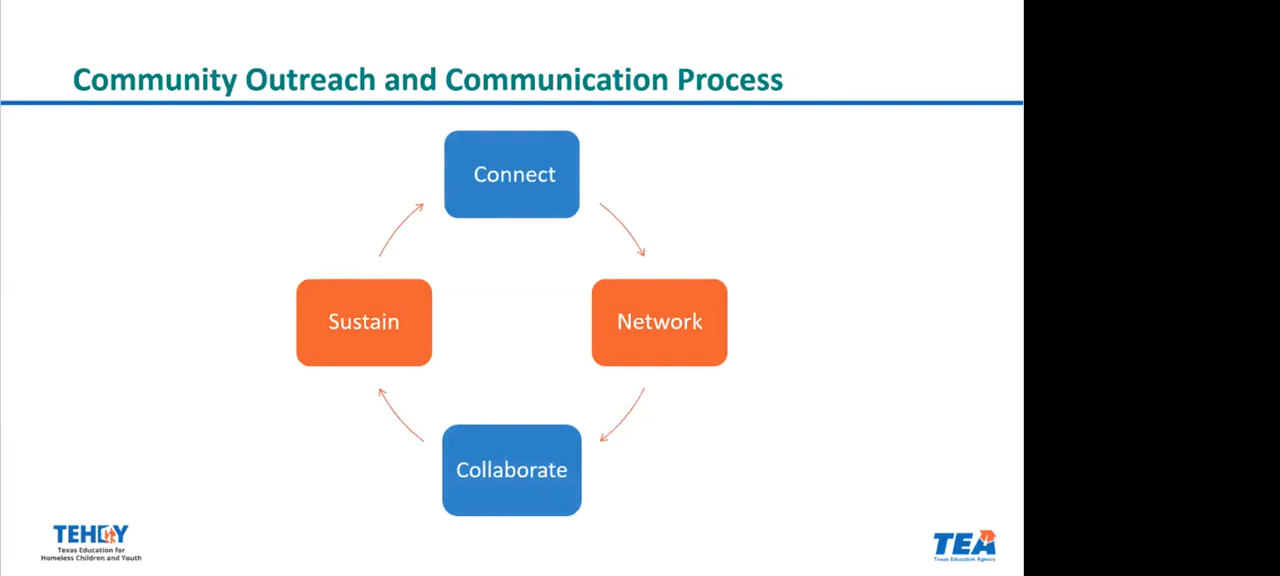 Community Outreach and Communication Process
Connect
Sustain
Network
Collaborate
TEHCY
Texas Education for
Homeless Children and Youth
TEA
Texas Education Agency